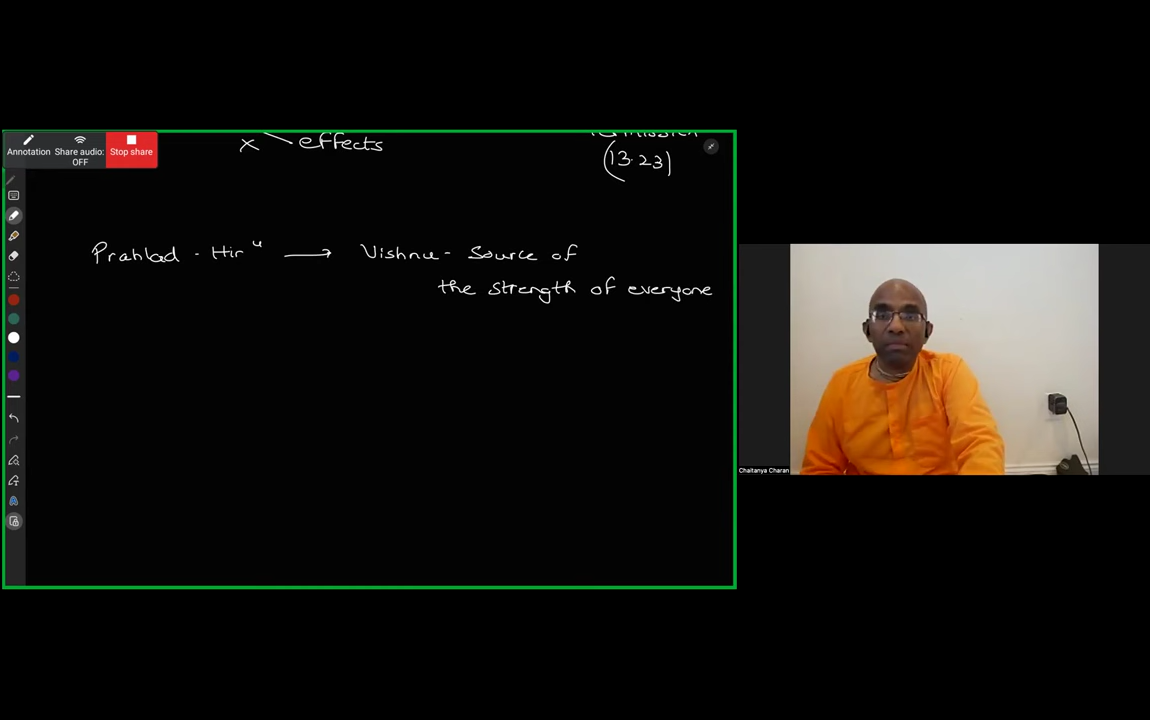 Annotation
Share audio: OFF
Stop share
x effects
(13.23)
Prahlad - Hir u → Vishnu - Source of
the strength of everyone
Chaitanya Charan